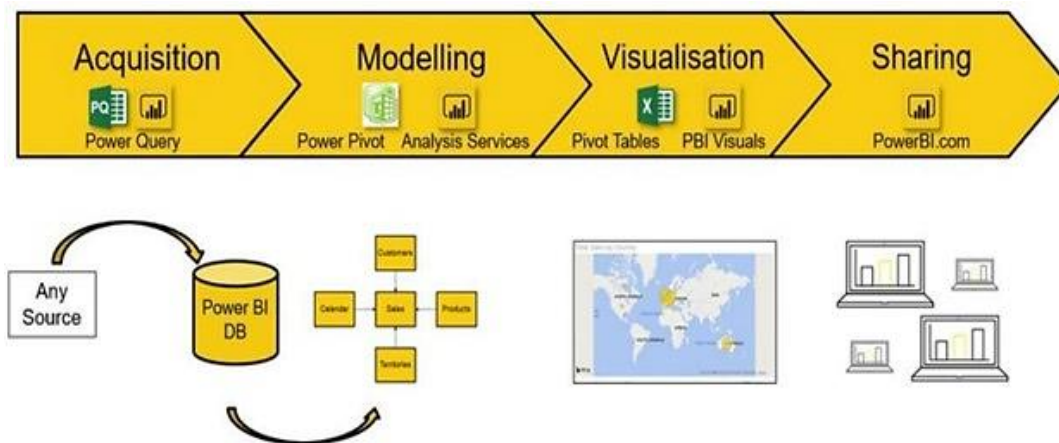 Acquisition
PQ
Power Query
Modelling
Power Pivot Analysis Services
Visualisation
X
Pivot Tables PBI Visuals
Sharing
PowerBI.com
Any
Source
Power BI
DB
Customers
Calendar
Sales
Products
Territories